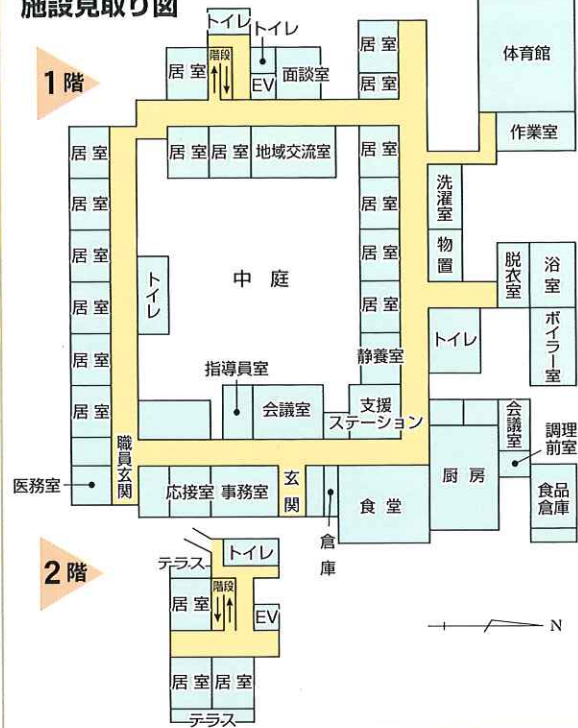 施設見取り図
1階
トイレ
トイレ
階段
居室
EV
面談室
居室
居室
体育館
作業室
居室
居室
居室
地域交流室
居室
居室
居室
居室
洗濯室
居室
居室
物置
居室
中庭
脱衣室
浴室
トイレ
居室
居室
トイレ
ボイラー室
居室
静養室
指導員室
居室
会議室
支援
ステーション
会議室
調理
前室
職員玄関
医務室
応接室
事務室
玄関
倉庫
食堂
厨房
食品
倉庫
2階
テラス
トイレ
階段
居室
EV
居室
居室
テラス
N